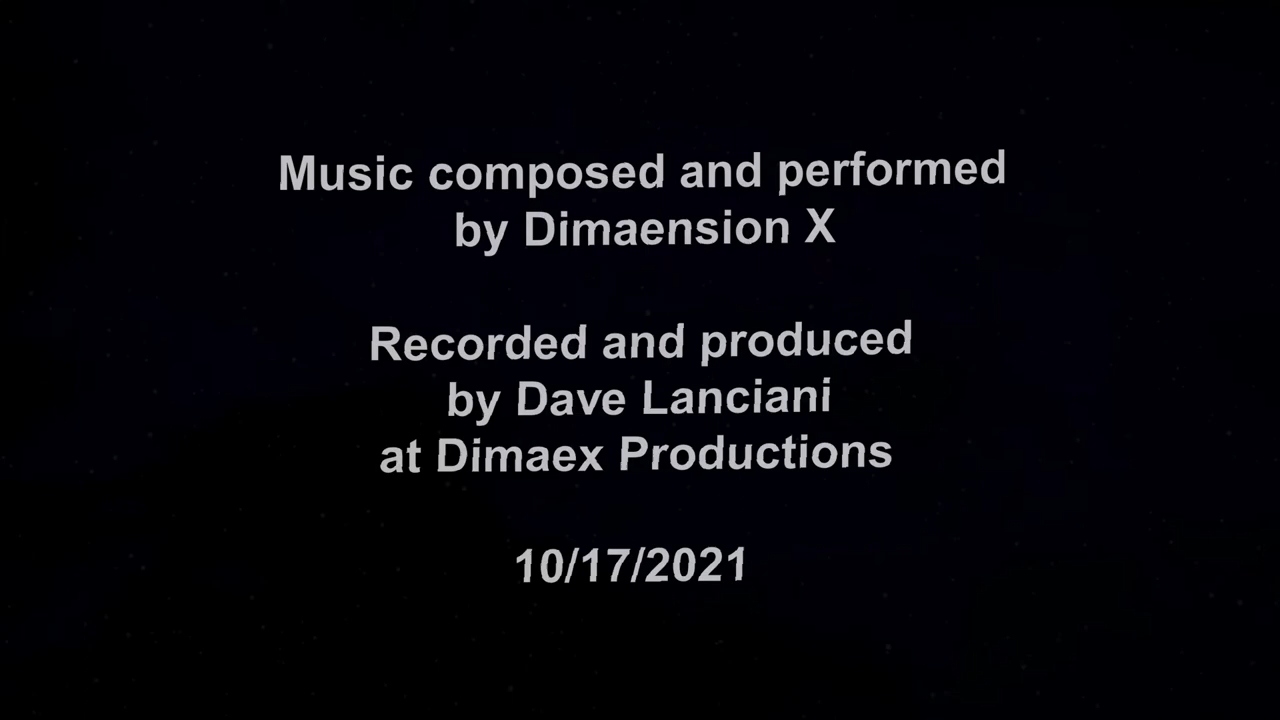 Music composed and performed
by Dimaension X
Recorded and produced
by Dave Lanciani
at Dimaex Productions
10/17/2021